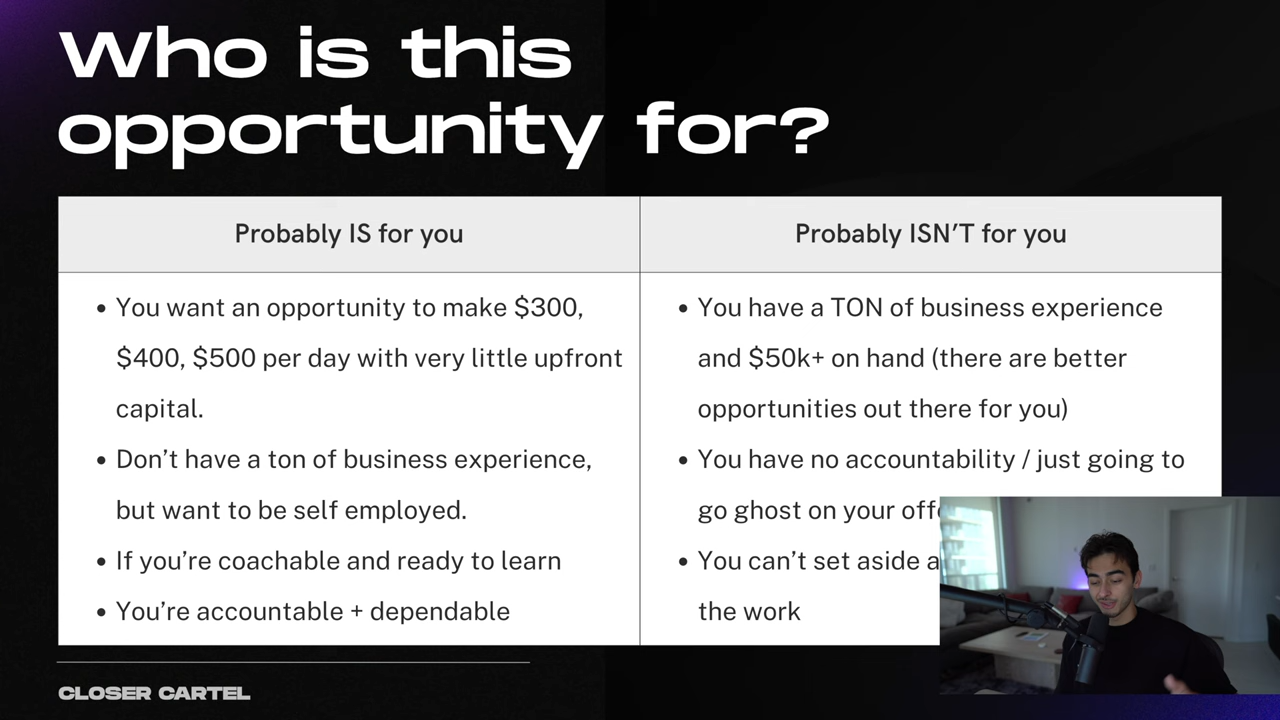 Who is this
opportunity for?
Probably IS for you
You want an opportunity to make $300,
$400, $500 per day with very little upfront
capital.
Don’t have a ton of business experience,
but want to be self employed.
If you’re coachable and ready to learn
You’re accountable + dependable
Probably ISN’T for you
You have a TON of business experience
and $50k+ on hand (there are better
opportunities out there for you)
You have no accountability / just going to
go ghost on your
You can’t set aside
the work
CLOSER CARTEL